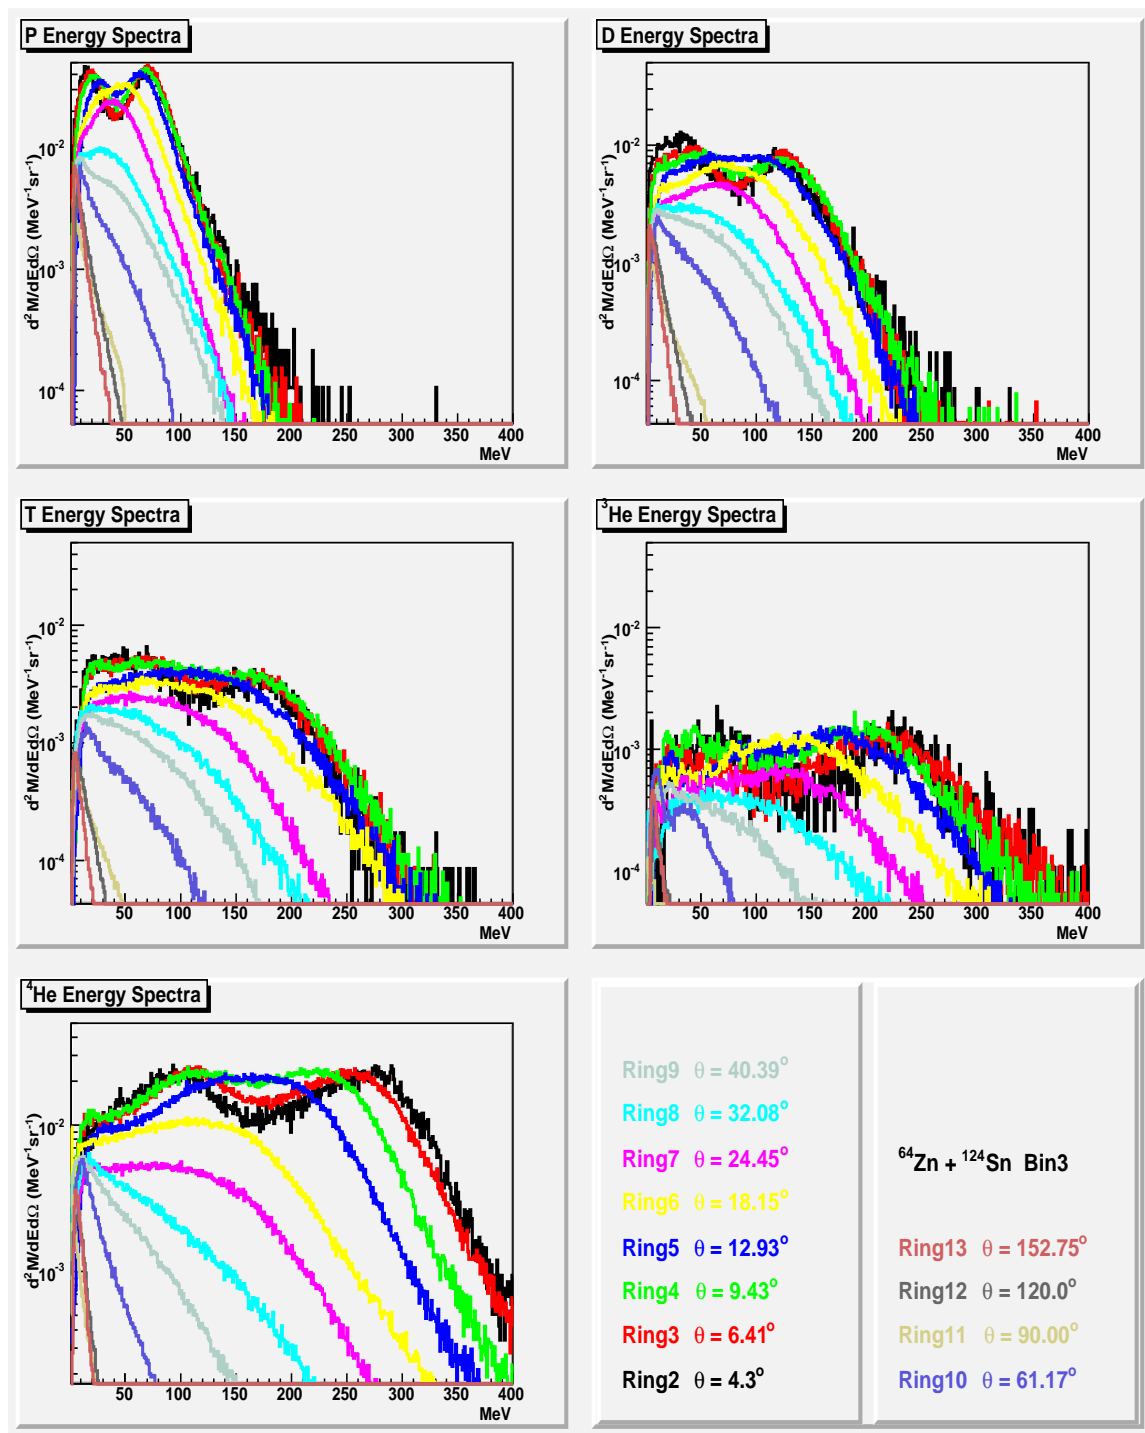 P Energy Spectra
d²M/dEdΩ (MeV⁻¹sr⁻¹)
10⁻²
10⁻³
10⁻⁴
50 100 150 200 250 300 350 400
MeV
D Energy Spectra
d²M/dEdΩ (MeV⁻¹sr⁻¹)
10⁻²
10⁻³
10⁻⁴
50 100 150 200 250 300 350 400
MeV
T Energy Spectra
d²M/dEdΩ (MeV⁻¹sr⁻¹)
10⁻²
10⁻³
10⁻⁴
50 100 150 200 250 300 350 400
MeV
³He Energy Spectra
d²M/dEdΩ (MeV⁻¹sr⁻¹)
10⁻²
10⁻³
10⁻⁴
50 100 150 200 250 300 350 400
MeV
⁴He Energy Spectra
d²M/dEdΩ (MeV⁻¹sr⁻¹)
10⁻²
10⁻³
50 100 150 200 250 300 350 400
MeV
Ring9 θ = 40.39°
Ring8 θ = 32.08°
Ring7 θ = 24.45°
Ring6 θ = 18.15°
Ring5 θ = 12.93°
Ring4 θ = 9.43°
Ring3 θ = 6.41°
Ring2 θ = 4.3°
⁶⁴Zn + ¹²⁴Sn Bin3
Ring13 θ = 152.75°
Ring12 θ = 120.0°
Ring11 θ = 90.00°
Ring10 θ = 61.17°